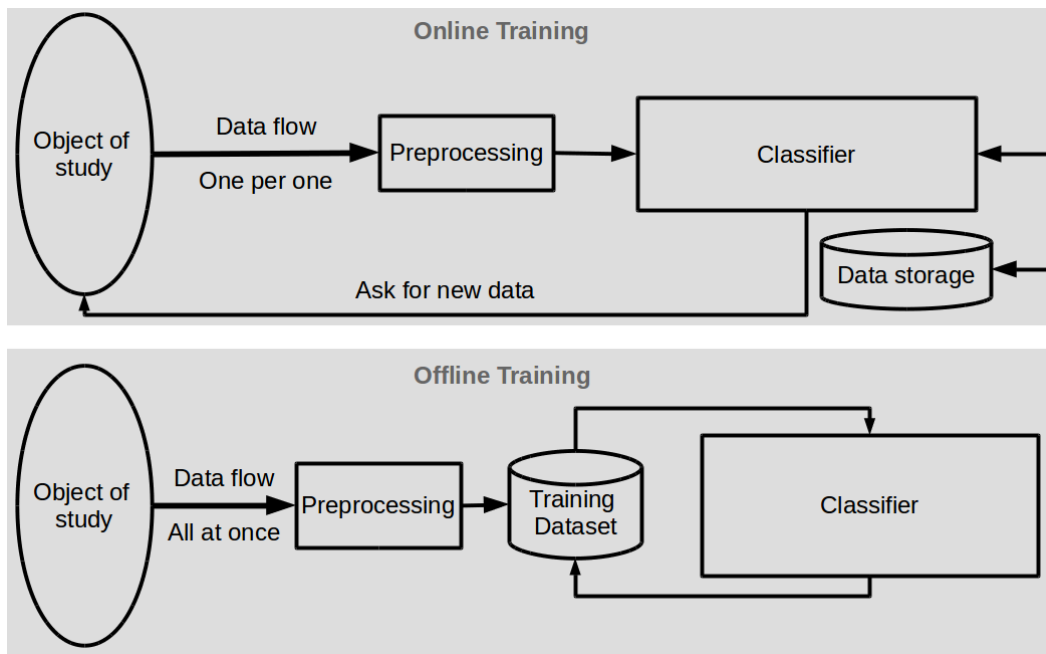 Online Training
Object of
study
Data flow
One per one
Preprocessing
Classifier
Data storage
Ask for new data
Offline Training
Object of
study
Data flow
All at once
Preprocessing
Training
Dataset
Classifier